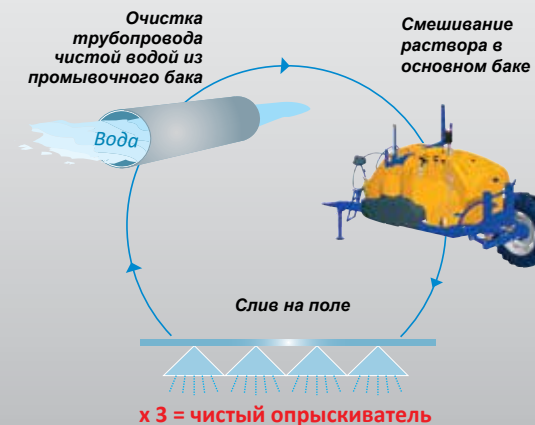 Очистка
трубопровода
чистой водой из
промывочного бака
Смешивание
раствора в
основном баке
Вода
Слив на поле
x 3 = чистый опрыскиватель